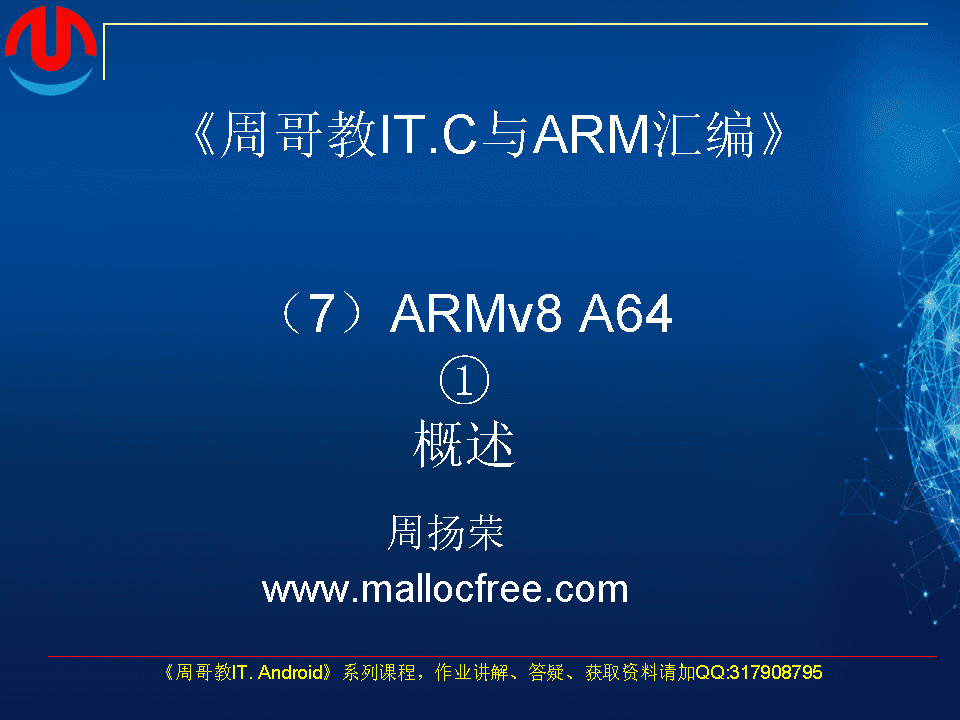 《周哥教IT.C与ARM汇编》
（7）ARMv8 A64
①
概述
周扬荣
www.mallocfree.com
《周哥教IT. Android》系列课程，作业讲解、答疑、获取资料请加QQ:317908795